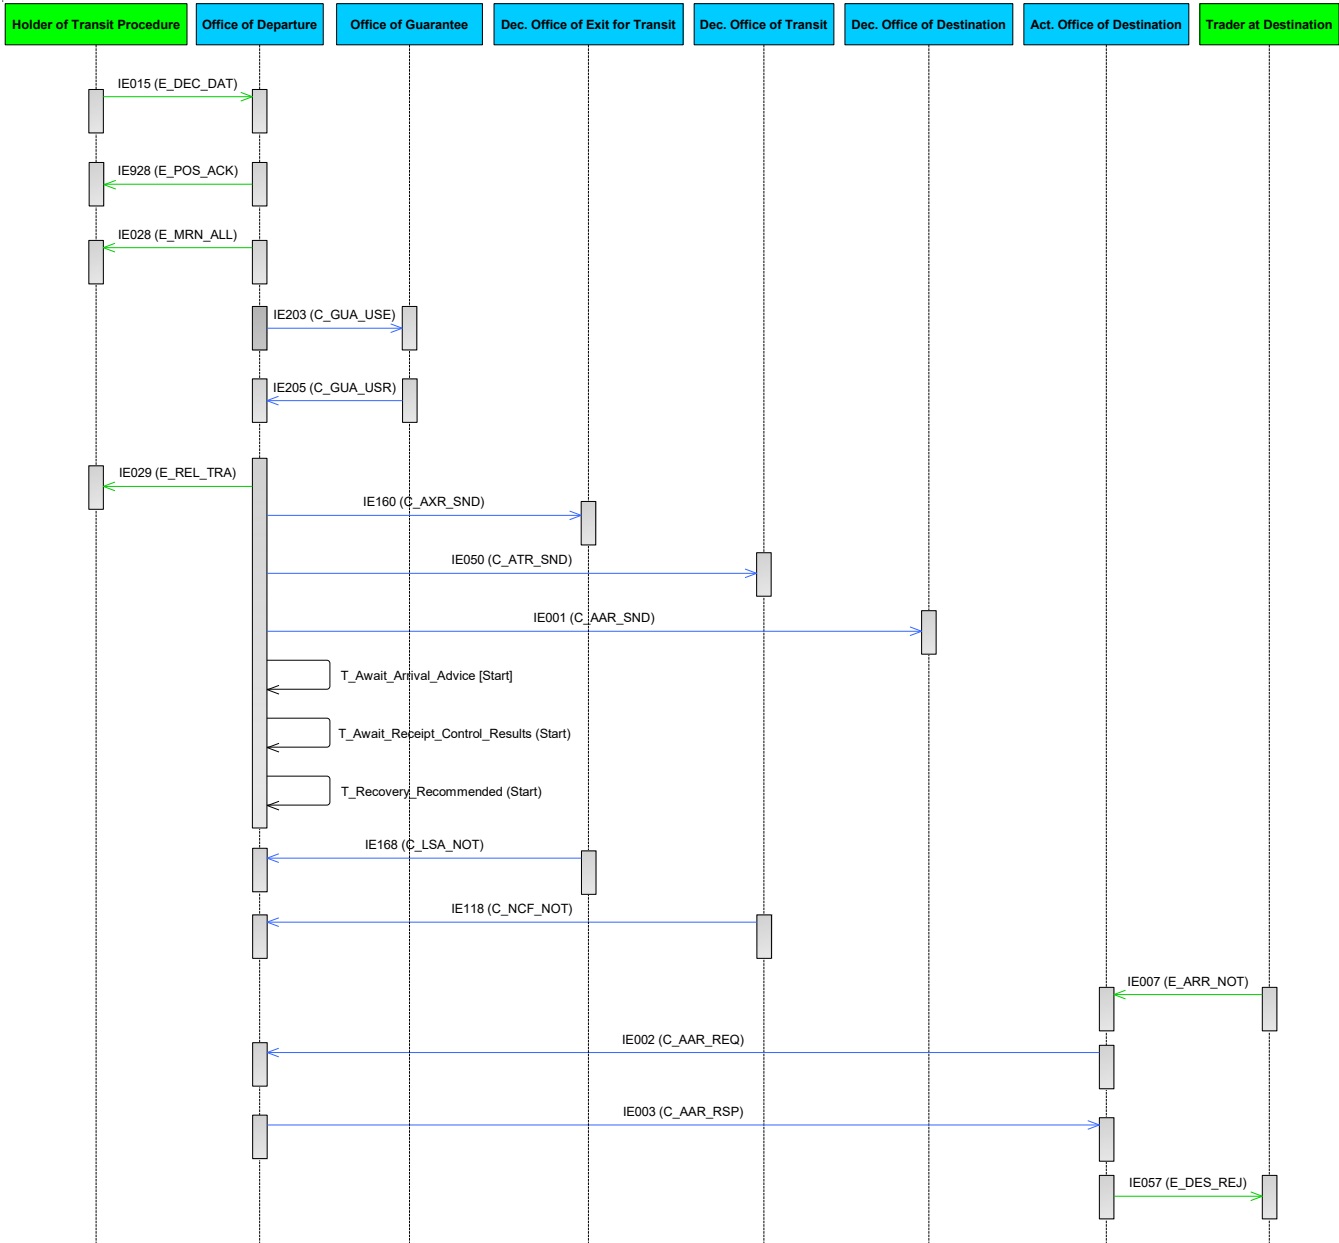 Holder of Transit Procedure
Office of Departure
Office of Guarantee
Dec. Office of Exit for Transit
Dec. Office of Transit
Dec. Office of Destination
Act. Office of Destination
Trader at Destination
IE015 (E_DEC_DAT)
IE928 (E_POS_ACK)
IE028 (E_MRN_ALL)
IE203 (C_GUA_USE)
IE205 (C_GUA_USR)
IE029 (E_REL_TRA)
IE160 (C_AXR_SND)
IE050 (C_ATR_SND)
IE001 (C_AAR_SND)
T_Await_Arrival_Advice [Start]
T_Await_Receipt_Control_Results (Start)
T_Recovery_Recommended (Start)
IE168 (C_LSA_NOT)
IE118 (C_NCF_NOT)
IE007 (E_ARR_NOT)
IE002 (C_AAR_REQ)
IE003 (C_AAR_RSP)
IE057 (E_DES_REJ)